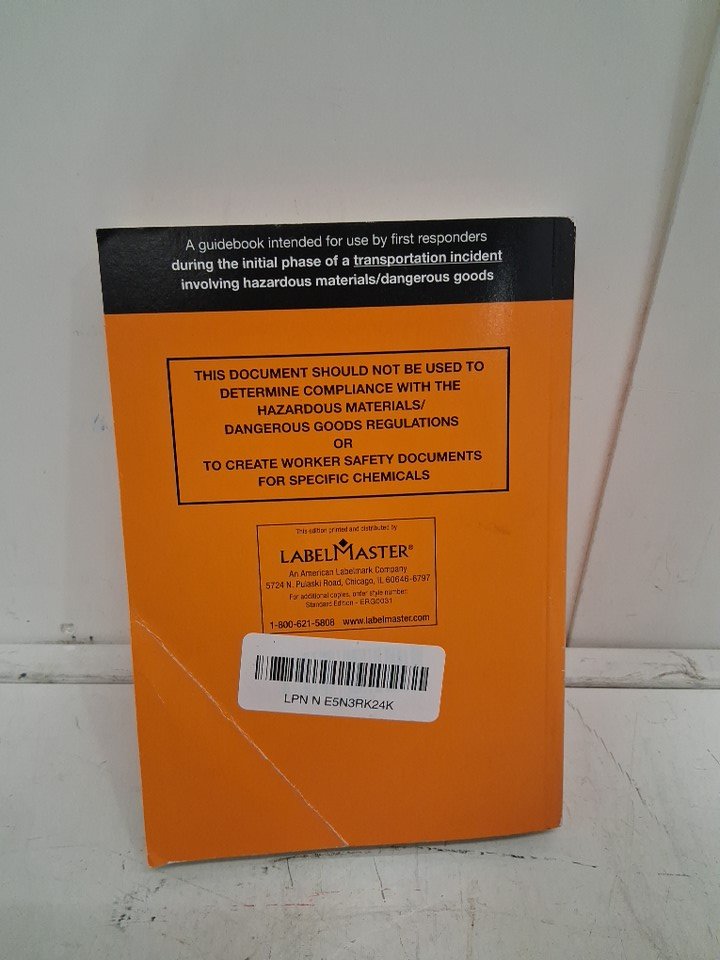 A guidebook intended for use by first responders
during the initial phase of a transportation incident
involving hazardous materials/dangerous goods
THIS DOCUMENT SHOULD NOT BE USED TO
DETERMINE COMPLIANCE WITH THE
HAZARDOUS MATERIALS/
DANGEROUS GOODS REGULATIONS
OR
TO CREATE WORKER SAFETY DOCUMENTS
FOR SPECIFIC CHEMICALS
This edition printed and distributed by
LABELMASTER®
An American Labelmark Company
5724 N. Pulaski Road, Chicago, IL 60646-6797
For additional copies, order style number:
Standard Edition - ERG0031
1-800-621-5808 www.labelmaster.com
LPN N E5N3RK24K